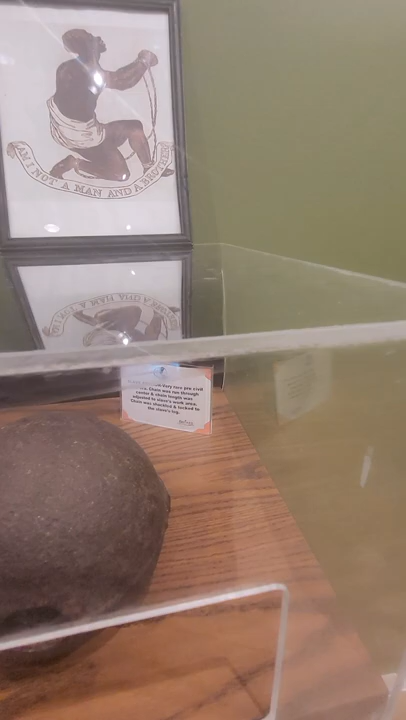 AM I NOT A MAN AND A BROTHER
Very rare pre civil
Chain was run through
center & chain length was
adjusted to slave's work area.
Chain was shackled & locked to
the slave's leg.